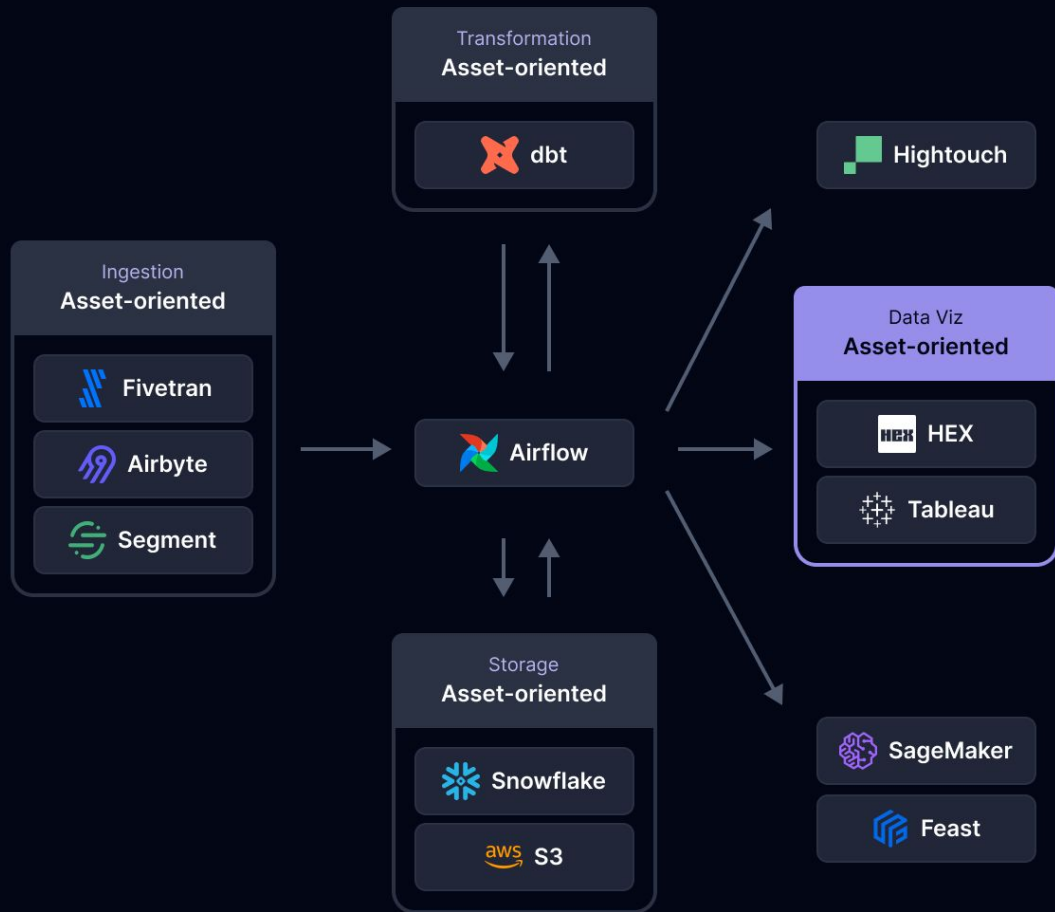 Transformation
Asset-oriented
dbt
Hightouch
Ingestion
Asset-oriented
Fivetran
Airbyte
Segment
Airflow
Data Viz
Asset-oriented
HEX HEX
Tableau
Storage
Asset-oriented
Snowflake
aws S3
SageMaker
Feast